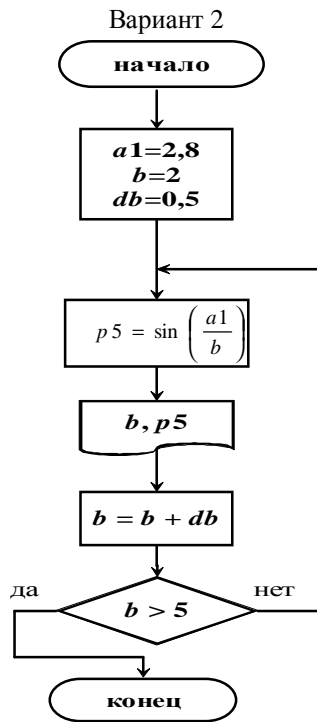 Вариант 2
начало
a1=2,8
b=2
db=0,5
p5 = sin (a1/b)
b, p5
b = b + db
да
нет
b > 5
конец